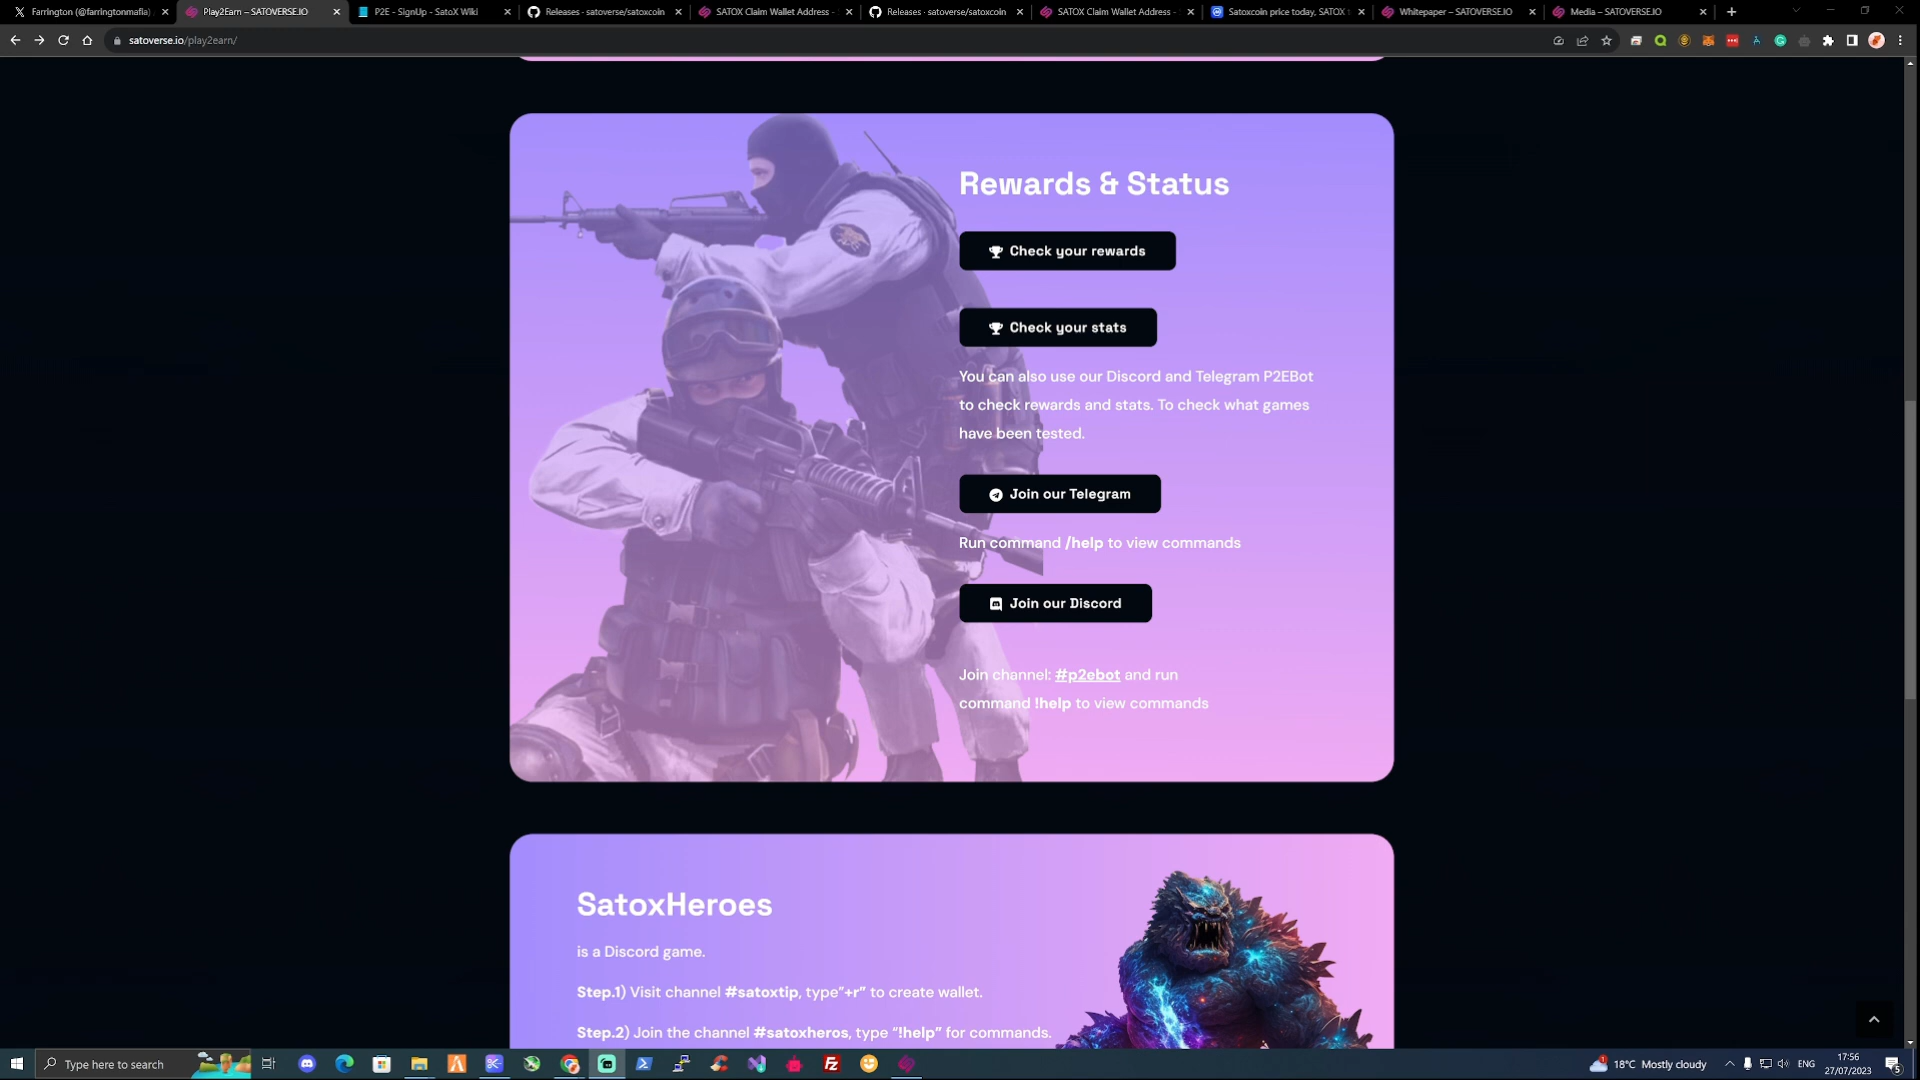 Farrington (@farringtonmafia)
Play2Earn – SATOVERSE.IO
P2E - SignUp - SatoX Wiki
Releases · satoverse/satoxcoin
SATOX Claim Wallet Address -
Releases · satoverse/satoxcoin
SATOX Claim Wallet Address -
Satoxcoin price today, SATOX t
Whitepaper – SATOVERSE.IO
Media – SATOVERSE.IO
satoverse.io/play2earn/
Rewards & Status
Check your rewards
Check your stats
You can also use our Discord and Telegram P2EBot
to check rewards and stats. To check what games
have been tested.
Join our Telegram
Run command /help to view commands
Join our Discord
Join channel: #p2ebot and run
command !help to view commands
SatoxHeroes
is a Discord game.
Step.1) Visit channel #satoxtip, type"+r" to create wallet.
Step.2) Join the channel #satoxheros, type "!help" for commands.
Type here to search
18°C Mostly cloudy
ENG
17:56
27/07/2023